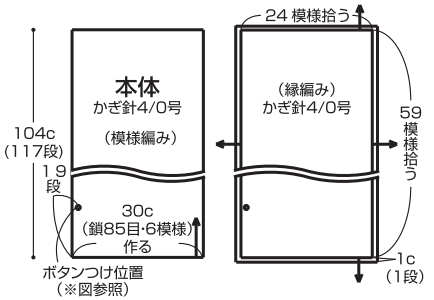 本体
かぎ針4/0号
(模様編み)
104c
(117段)
19
段
30c
(鎖85目・6模様)
作る
ボタンつけ位置
(※図参照)
24模様拾う
(縁編み)
かぎ針4/0号
59
模
様
拾
う
1c
(1段)